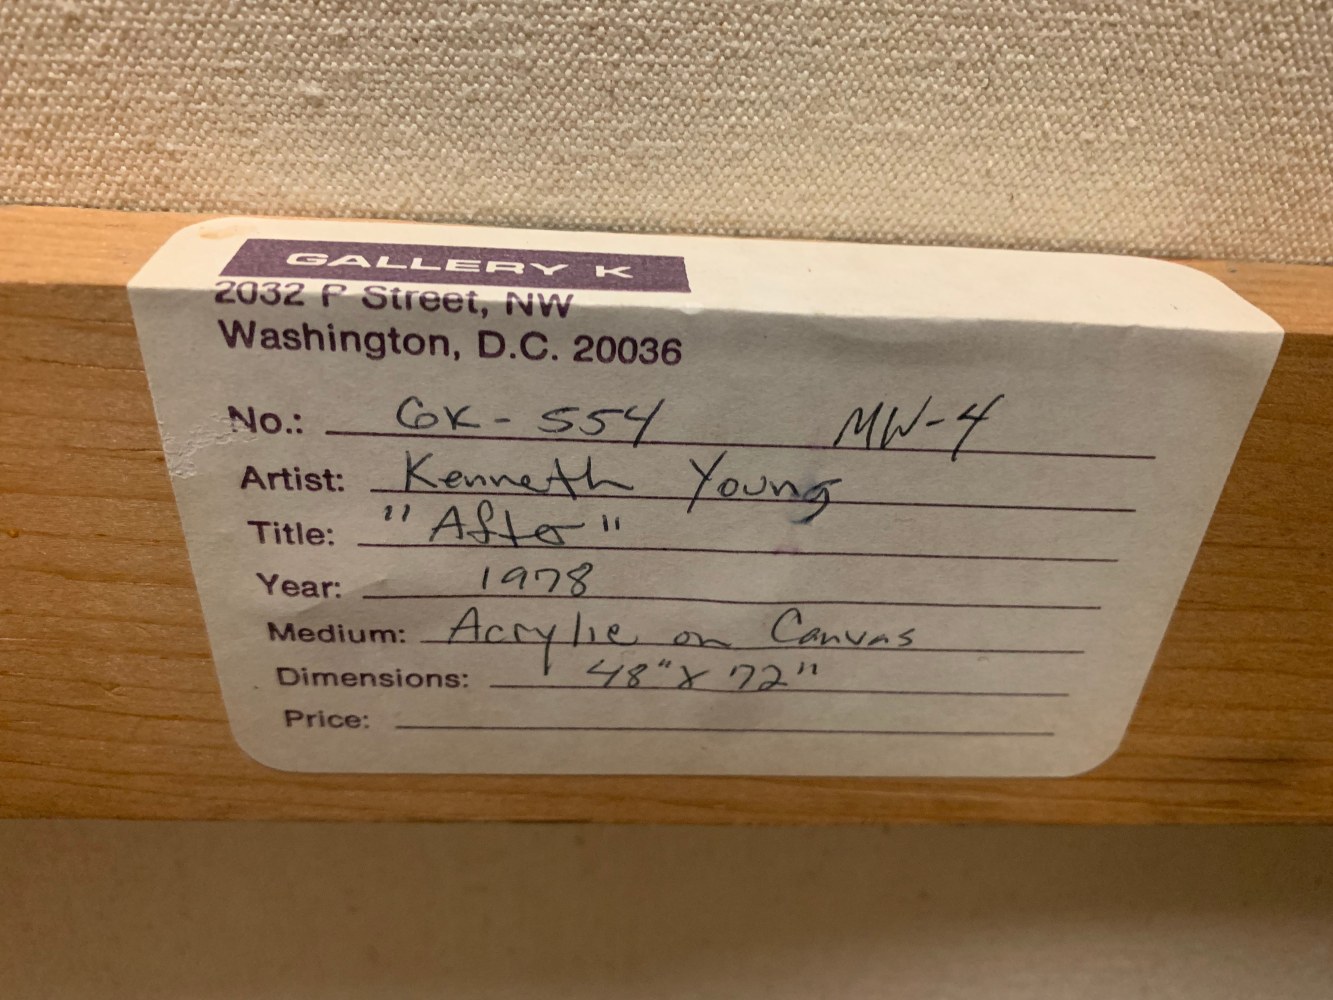 GALLERY K
2032 P Street, NW
Washington, D.C. 20036
No.: GK-554 MW-4
Artist: Kenneth Young
Title: "After"
Year: 1978
Medium: Acrylic on Canvas
Dimensions: 48" x 72"
Price: